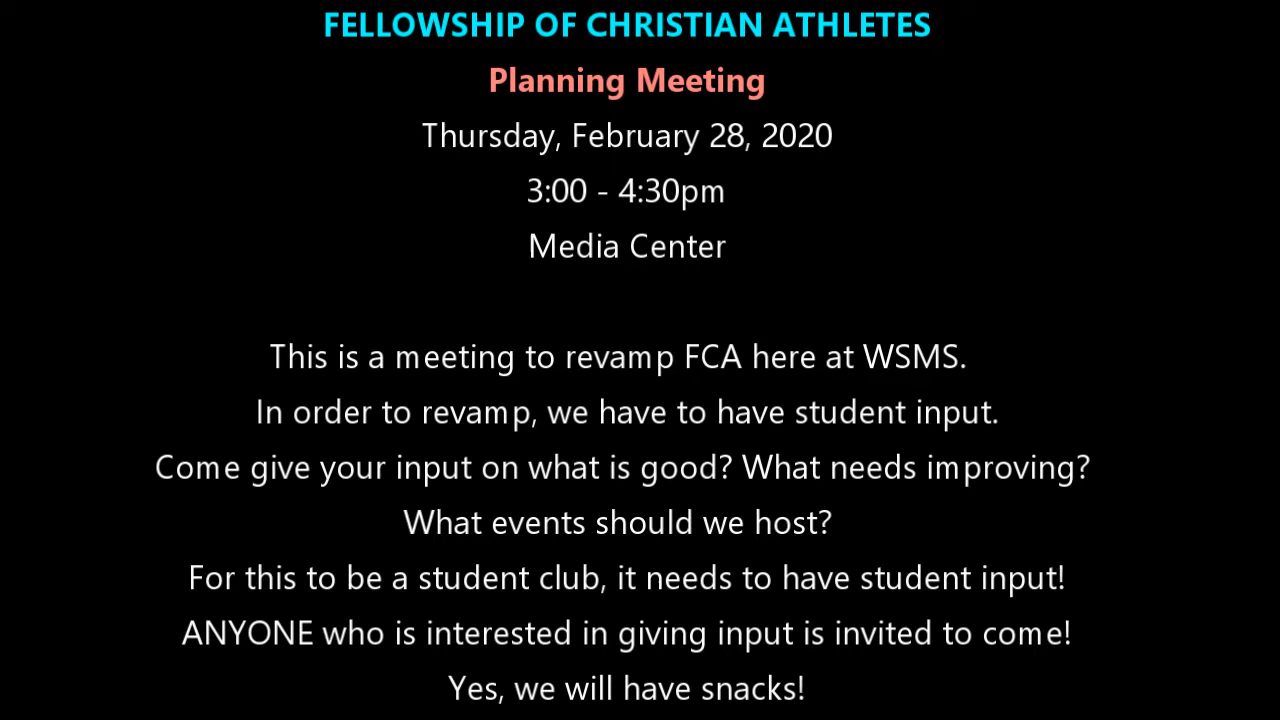 FELLOWSHIP OF CHRISTIAN ATHLETES
Planning Meeting
Thursday, February 28, 2020
3:00 - 4:30pm
Media Center
This is a meeting to revamp FCA here at WSMS.
In order to revamp, we have to have student input.
Come give your input on what is good? What needs improving?
What events should we host?
For this to be a student club, it needs to have student input!
ANYONE who is interested in giving input is invited to come!
Yes, we will have snacks!